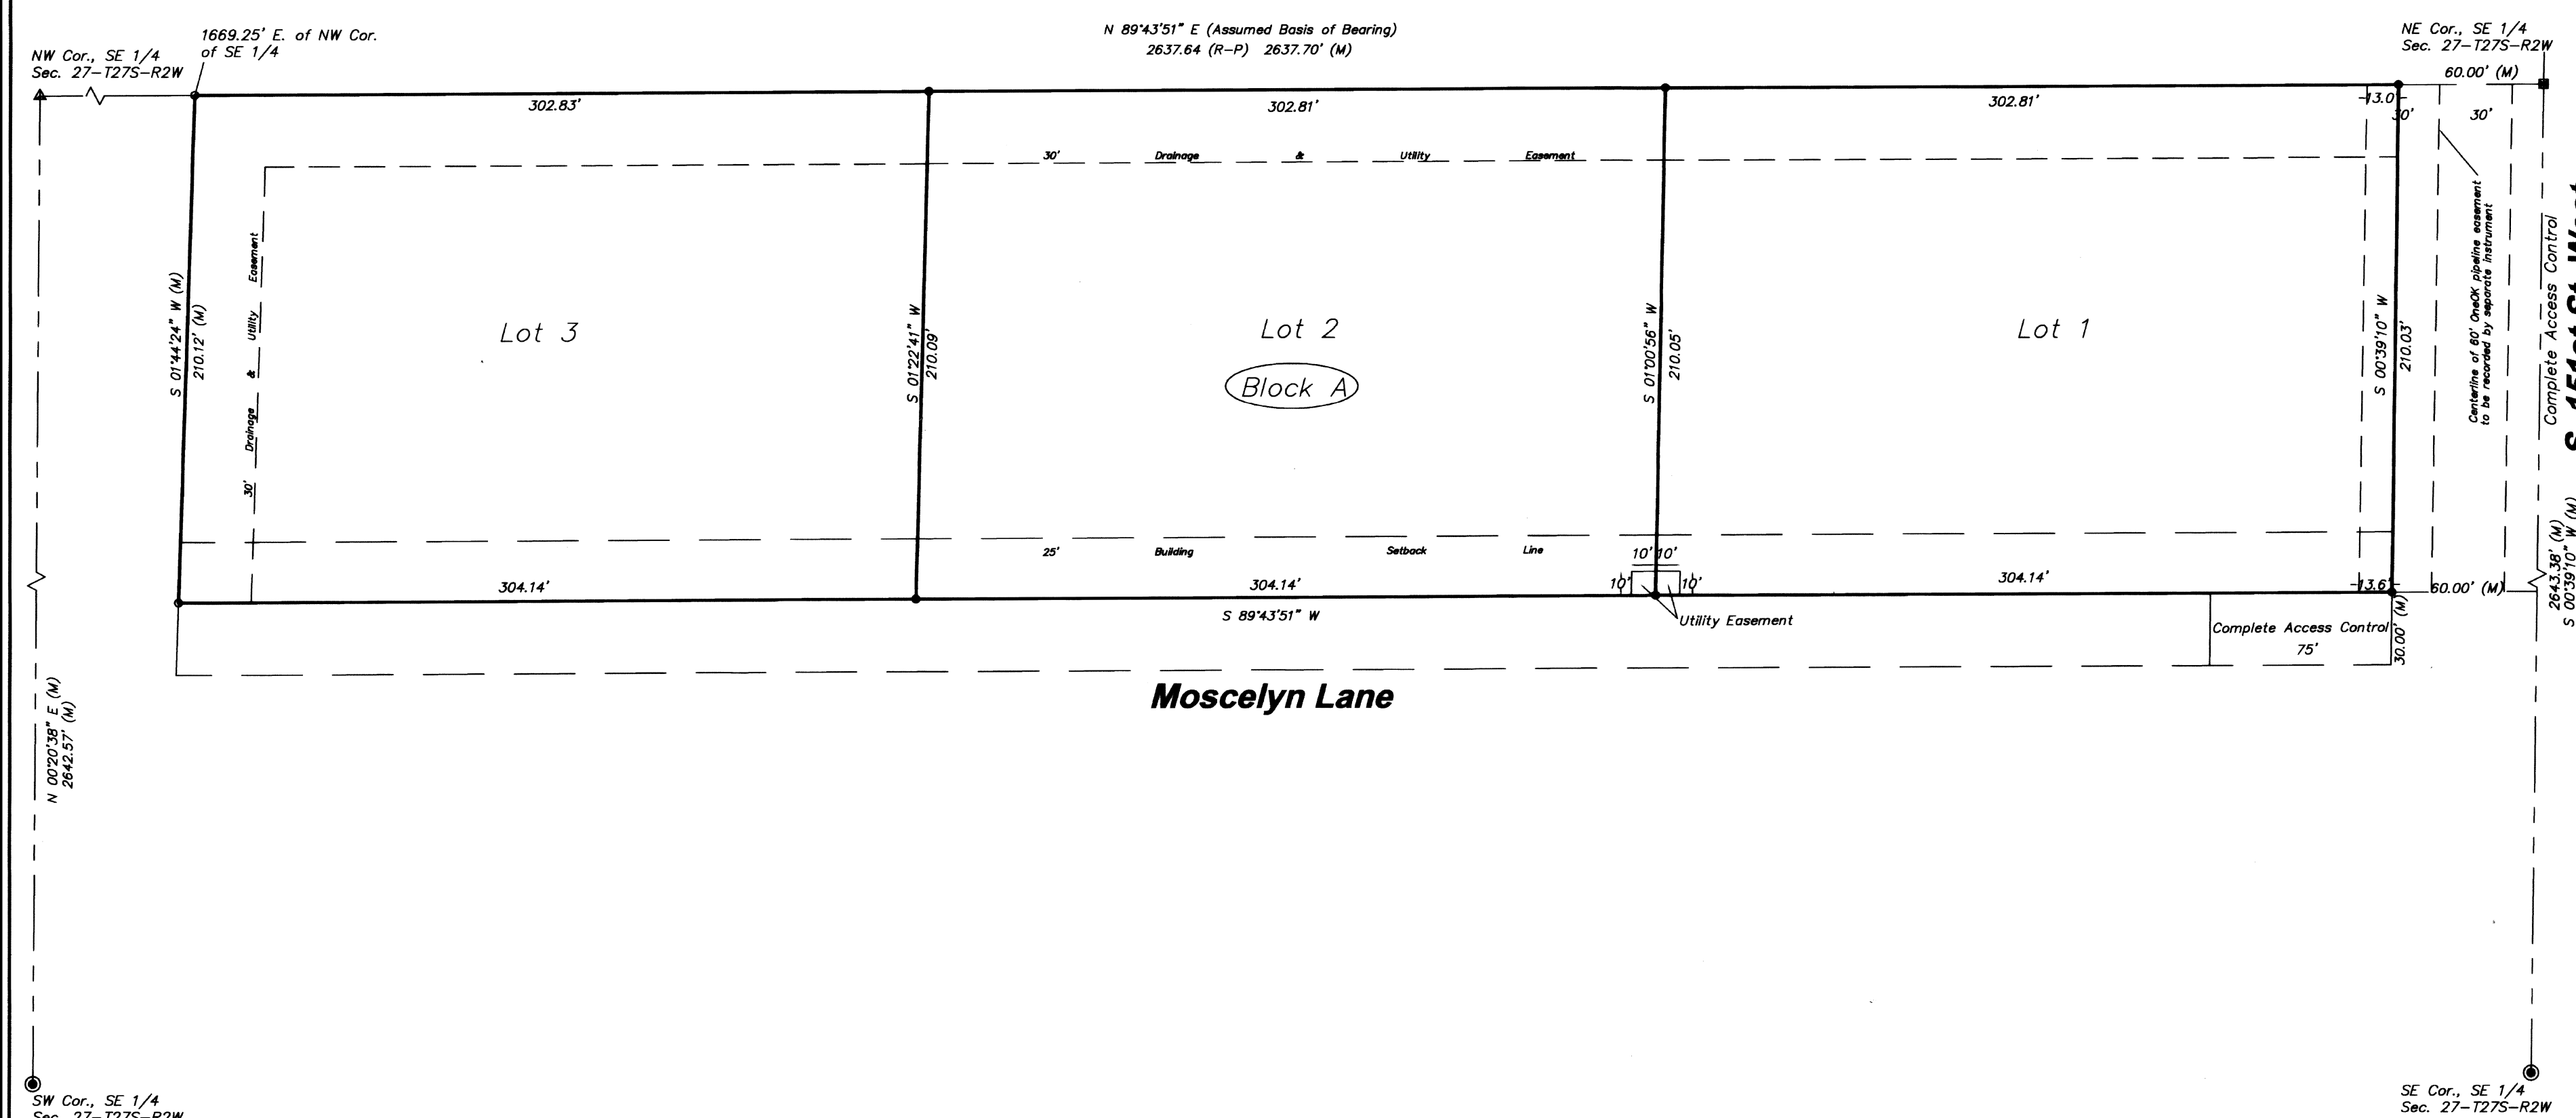 N 89°43'51" E (Assumed Basis of Bearing)
2637.64 (R-P) 2637.70' (M)
1669.25' E. of NW Cor.
of SE 1/4
NW Cor., SE 1/4
Sec. 27-T27S-R2W
NE Cor., SE 1/4
Sec. 27-T27S-R2W
60.00' (M)
302.83'
302.81'
302.81'
13.0'
30'
30'
30' Drainage & Utility Easement
30' Drainage & Utility Easement
S 01°44'24" W (M)
210.12' (M)
Lot 3
S 01°22'41" W
210.09'
Lot 2
Block A
S 01°00'56" W
210.05'
Lot 1
S 00°39'10" W
210.03'
Centerline of 60' OneOK pipeline easement
to be recorded by separate instrument
Complete Access Control
25' Building Setback Line
10' 10'
10'
10'
304.14'
304.14'
304.14'
13.6'
60.00' (M)
S 89°43'51" W
Utility Easement
Complete Access Control
75'
30.00' (M)
2643.38' (M)
S 00°39'10" W (M)
Moscelyn Lane
N 00°20'38" E (M)
2642.57' (M)
SW Cor., SE 1/4
Sec. 27-T27S-R2W
SE Cor., SE 1/4
Sec. 27-T27S-R2W